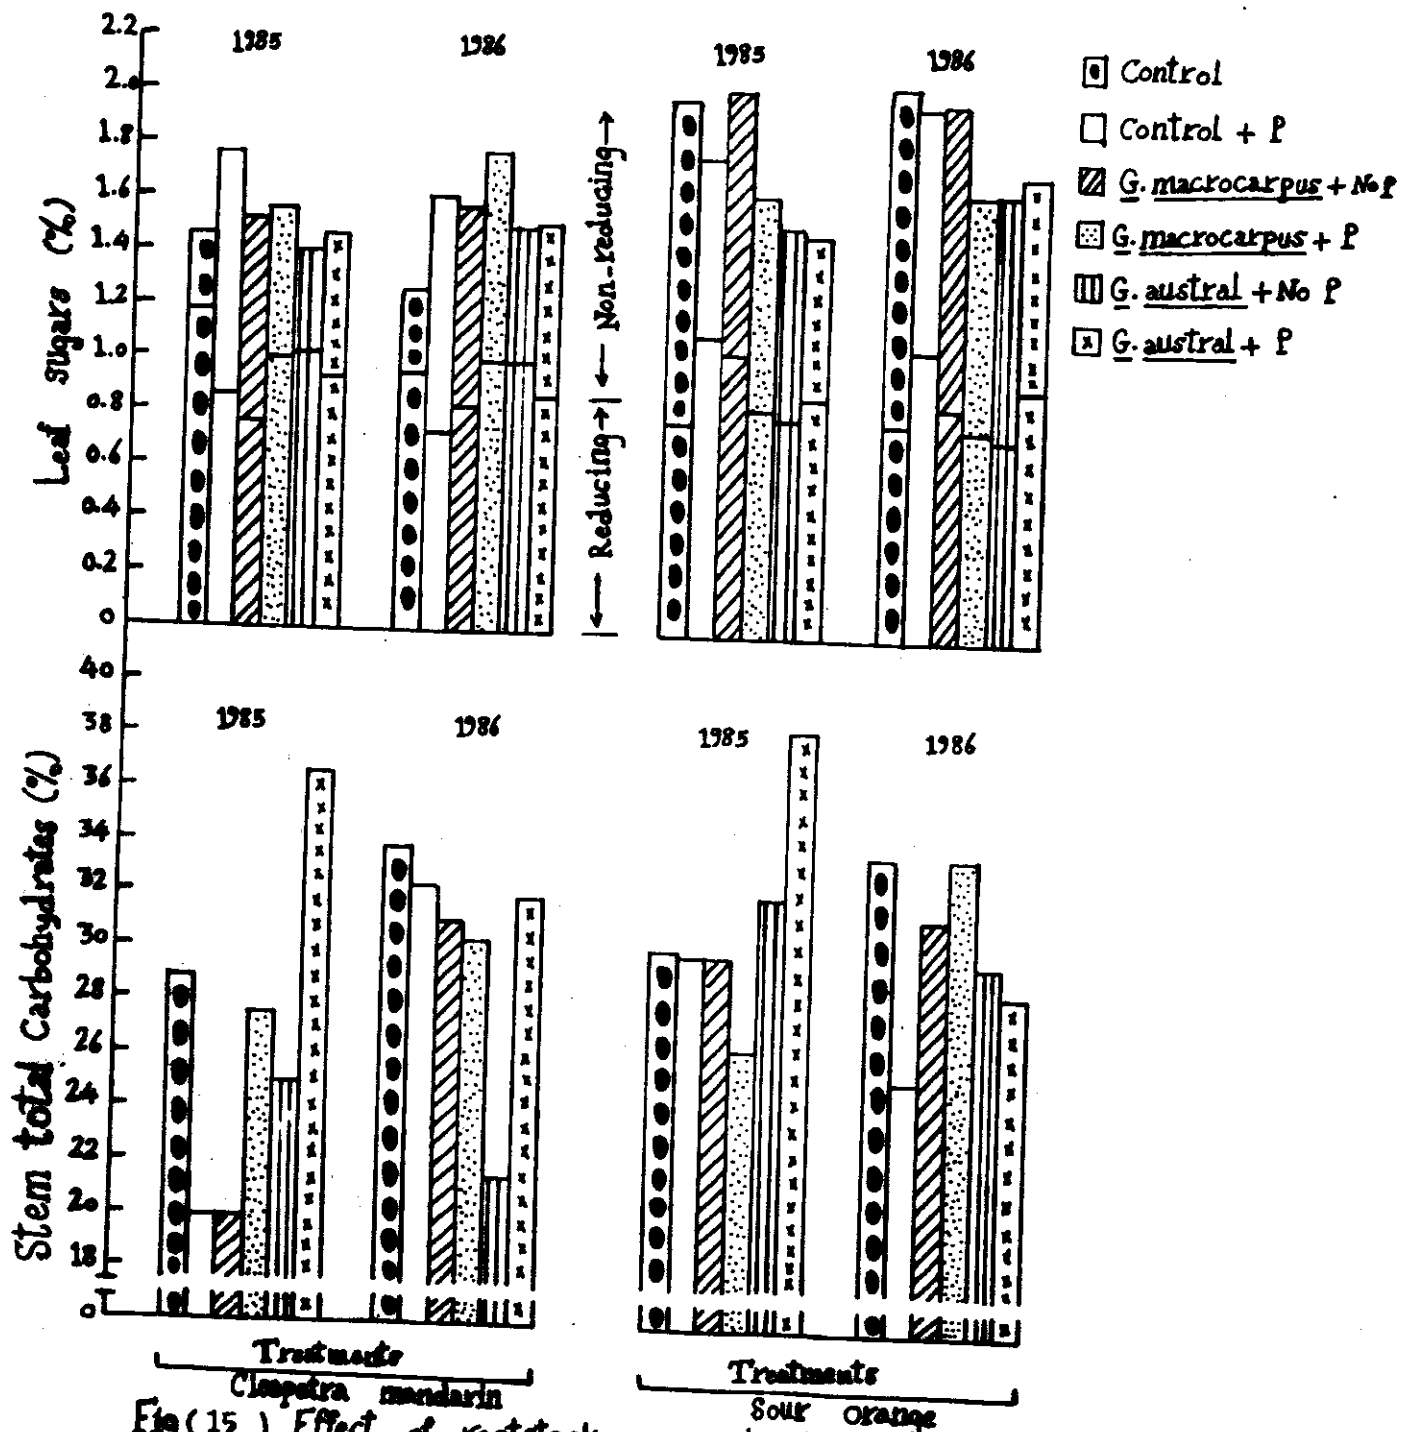 2.2
2.0
1.8
1.6
1.4
1.2
1.0
0.8
0.6
0.4
0.2
0
Leaf Sugars (%)
1985
1986
← Reducing →
← Non-reducing →
1985
1986
Control
Control + P
G. macrocarpus + No P
G. macrocarpus + P
G. austral + No P
G. austral + P
40
38
36
34
32
30
28
26
24
22
20
18
0
Stem total Carbohydrates (%)
1985
1986
1985
1986
Treatments
Cleopatra mandarin
Treatments
Sour orange
Fig (15 ) Effect of